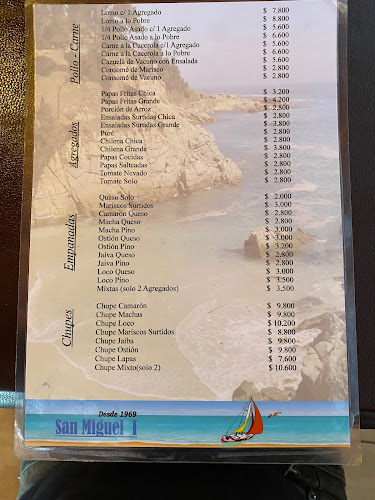 Pollo - Carne
Lomo c/ 1 Agregado $ 7.800
Lomo a lo Pobre $ 8.800
1/4 Pollo Asado c/ 1 Agregado $ 5.600
1/4 Pollo Asado a lo Pobre $ 6.600
Carne a la Cacerola c/1 Agregado $ 5.600
Carne a la Cacerola a lo Pobre $ 6.600
Cazuela de Vacuno con Ensalada $ 5.600
Consomé de Marisco $ 2.800
Consomé de Vacuno $ 2.800
Agregados
Papas Fritas Chica $ 3.200
Papas Fritas Grande $ 4.200
Porción de Arroz $ 2.800
Ensaladas Surtidas Chica $ 2.800
Ensaladas Surtidas Grande $ 3.800
Puré $ 2.800
Chilena Chica $ 2.800
Chilena Grande $ 3.800
Papas Cocidas $ 2.800
Papas Salteadas $ 2.800
Tomate Nevado $ 2.800
Tomate Solo $ 2.800
Empanadas
Queso Solo $ 2.000
Mariscos Surtidos $ 3.000
Camarón Queso $ 2.800
Macha Queso $ 2.800
Macha Pino $ 3.000
Ostión Queso $ 3.000
Ostión Pino $ 3.200
Jaiva Queso $ 2.800
Jaiva Pino $ 2.800
Loco Queso $ 3.000
Loco Pino $ 3.500
Mixtas (solo 2 Agregados) $ 3.500
Chupes
Chupe Camarón $ 9.800
Chupe Machas $ 9.800
Chupe Loco $ 10.200
Chupe Mariscos Surtidos $ 8.800
Chupe Jaiba $ 9.800
Chupe Ostión $ 9.800
Chupe Lapas $ 7.600
Chupe Mixto(solo 2) $ 10.600
Desde 1969
San Miguel I